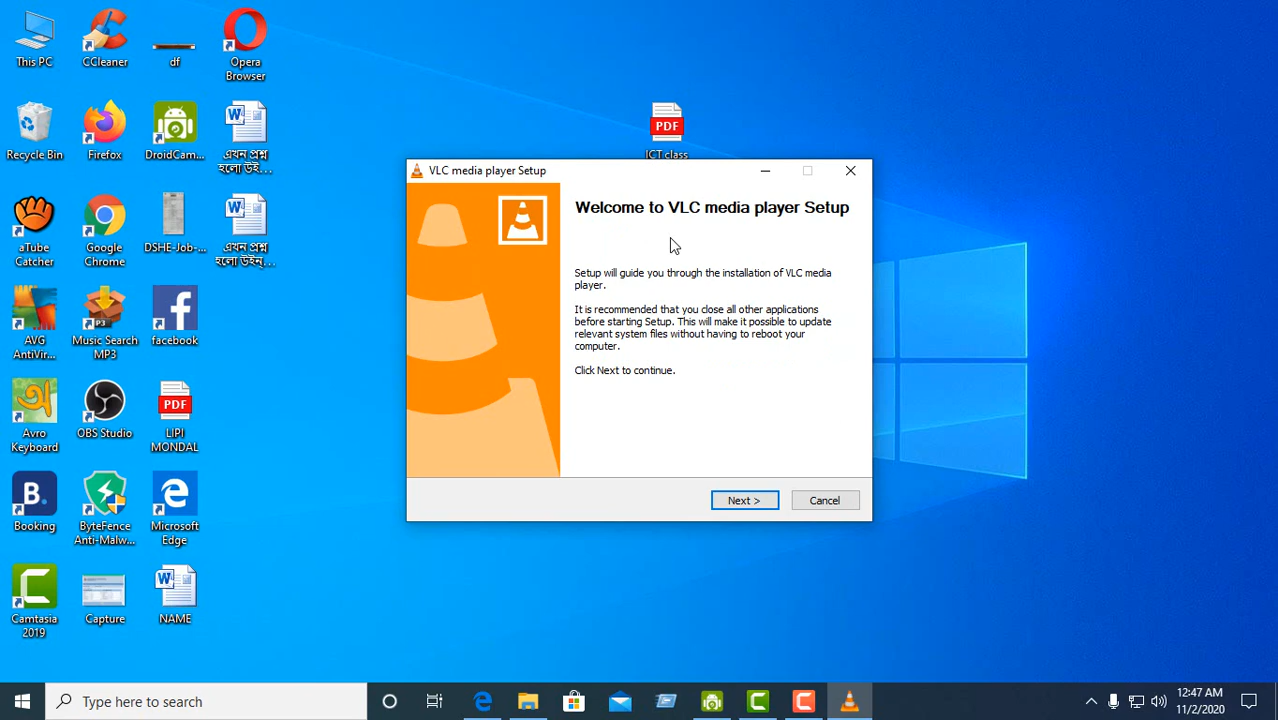 This PC
CCleaner
df
Opera
Browser
Recycle Bin
Firefox
DroidCam...
এখন প্রশ্ন
হলো উই...
PDF
ICT class
aTube
Catcher
Google
Chrome
DSHE-Job-...
এখন প্রশ্ন
হলো উইন্...
AVG
AntiVir...
P3
Music Search
MP3
facebook
Avro
Keyboard
OBS Studio
PDF
LIPI
MONDAL
B.
Booking
ByteFence
Anti-Malw...
Microsoft
Edge
Camtasia
2019
Capture
NAME
VLC media player Setup
Welcome to VLC media player Setup
Setup will guide you through the installation of VLC media
player.
It is recommended that you close all other applications
before starting Setup. This will make it possible to update
relevant system files without having to reboot your
computer.
Click Next to continue.
Next >
Cancel
Type here to search
12:47 AM
11/2/2020